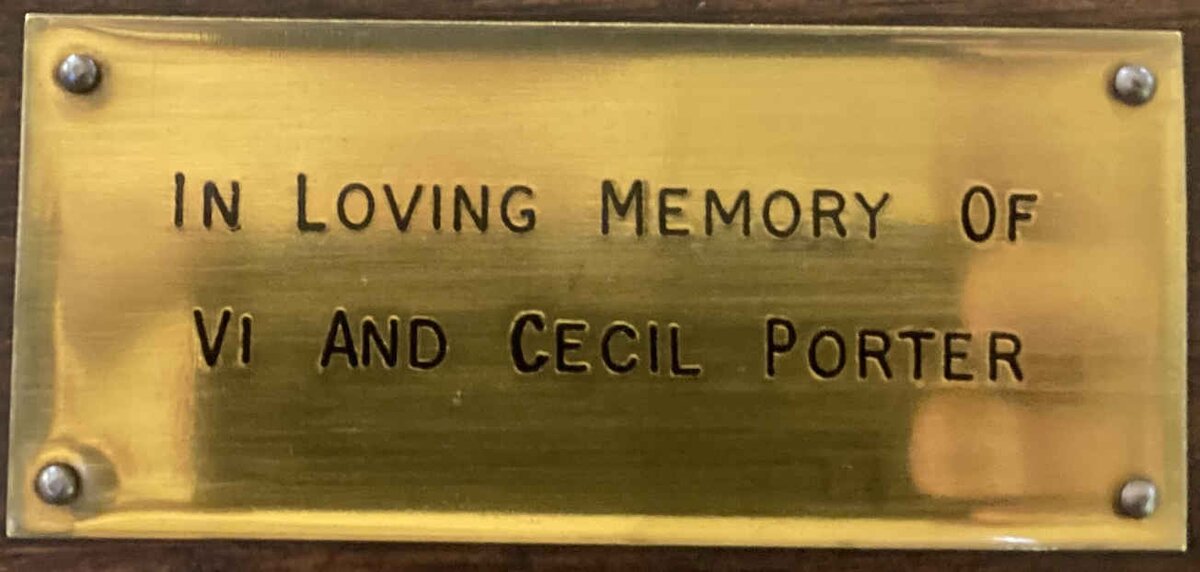 In Loving Memory Of
Vi And Cecil Porter